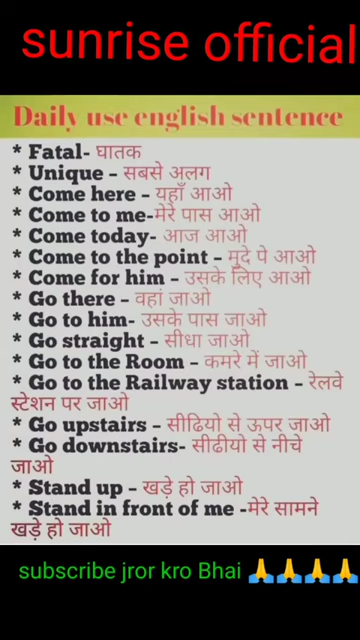 sunrise official
Daily use english sentence
* Fatal- घातक
* Unique - सबसे अलग
* Come here - यहाँ आओ
* Come to me-मेरे पास आओ
* Come today- आज आओ
* Come to the point - मुदे पे आओ
* Come for him - उसके लिए आओ
* Go there - वहां जाओ
* Go to him- उसके पास जाओ
* Go straight - सीधा जाओ
* Go to the Room - कमरे में जाओ
* Go to the Railway station - रेलवे
स्टेशन पर जाओ
* Go upstairs - सीढियो से ऊपर जाओ
* Go downstairs- सीढीयो से नीचे
जाओ
* Stand up - खड़े हो जाओ
* Stand in front of me -मेरे सामने
खड़े हो जाओ
subscribe jror kro Bhai 🙏🙏🙏🙏